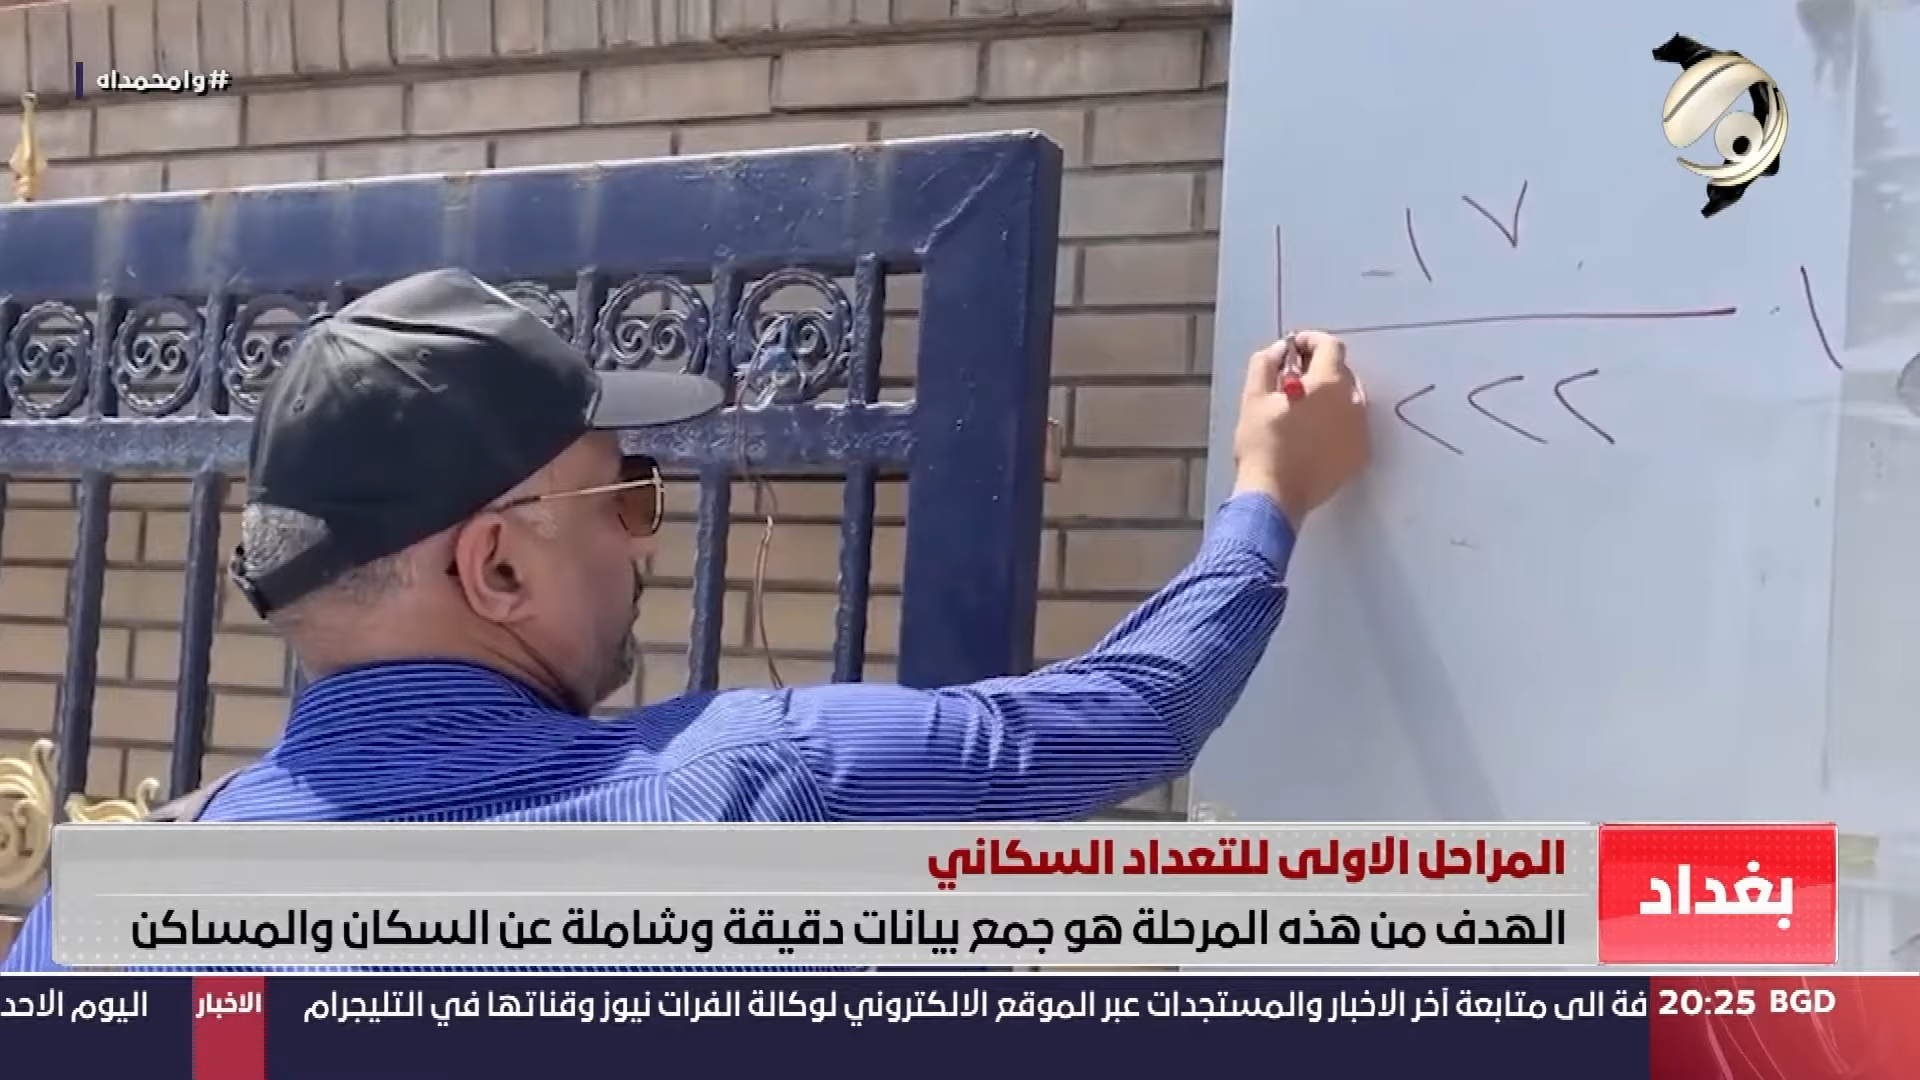 #وامحمداه
١٧
١
>>>
بغداد
المراحل الاولى للتعداد السكاني
الهدف من هذه المرحلة هو جمع بيانات دقيقة وشاملة عن السكان والمساكن
20:25 BGD
فة الى متابعة آخر الاخبار والمستجدات عبر الموقع الالكتروني لوكالة الفرات نيوز وقناتها في التليجرام
الاخبار
اليوم الاحد